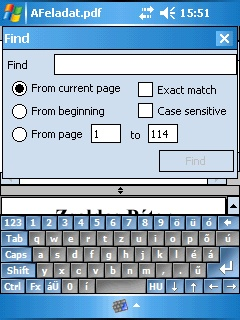 AFeladat.pdf 15:51
Find
Find
From current page Exact match
From beginning Case sensitive
From page 1 to 114
Find
123 1 2 3 4 5 6 7 8 9 ö ü ó
Tab q w e r t z u i o p ő ú
Caps a s d f g h j k l é á
Shift í y x c v b n m , . -
Ctrl Fx áü HU